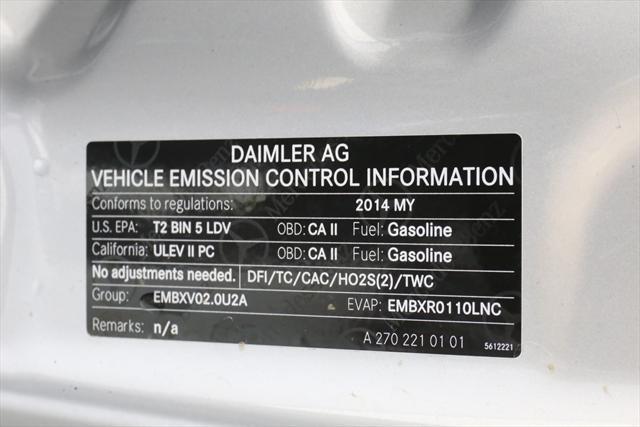 DAIMLER AG
VEHICLE EMISSION CONTROL INFORMATION
Conforms to regulations: 2014 MY
U.S. EPA: T2 BIN 5 LDV OBD: CA II Fuel: Gasoline
California: ULEV II PC OBD: CA II Fuel: Gasoline
No adjustments needed. DFI/TC/CAC/HO2S(2)/TWC
Group: EMBXV02.0U2A EVAP: EMBXR0110LNC
Remarks: n/a
A 270 221 01 01 5612221